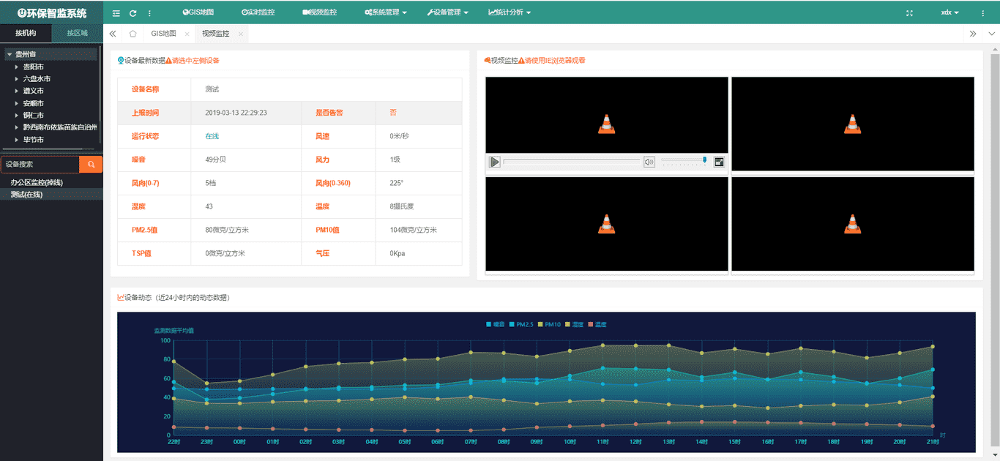 环保智监系统
GIS地图 实时监控 视频监控 系统管理 设备管理 统计分析 xdx
按机构 按区域
GIS地图 视频监控
贵州省
贵阳市
六盘水市
遵义市
安顺市
铜仁市
黔西南布依族苗族自治州
毕节市
设备搜索
办公区监控(掉线)
测试(在线)
设备最新数据 请选中左侧设备
设备名称 测试
上报时间 2019-03-13 22:29:23 是否告警 否
运行状态 在线 风速 0米/秒
噪音 49分贝 风力 1级
风向(0-7) 5档 风向(0-360) 225°
湿度 43 温度 8摄氏度
PM2.5值 80微克/立方米 PM10值 104微克/立方米
TSP值 0微克/立方米 气压 0Kpa
视频监控 请使用IE浏览器观看
设备动态（近24小时内的动态数据）
噪音 PM2.5 PM10 湿度 温度
监测数据平均值
100
80
60
40
20
0
22时 23时 00时 01时 02时 03时 04时 05时 06时 07时 08时 09时 10时 11时 12时 13时 14时 15时 16时 17时 18时 19时 20时 21时 时